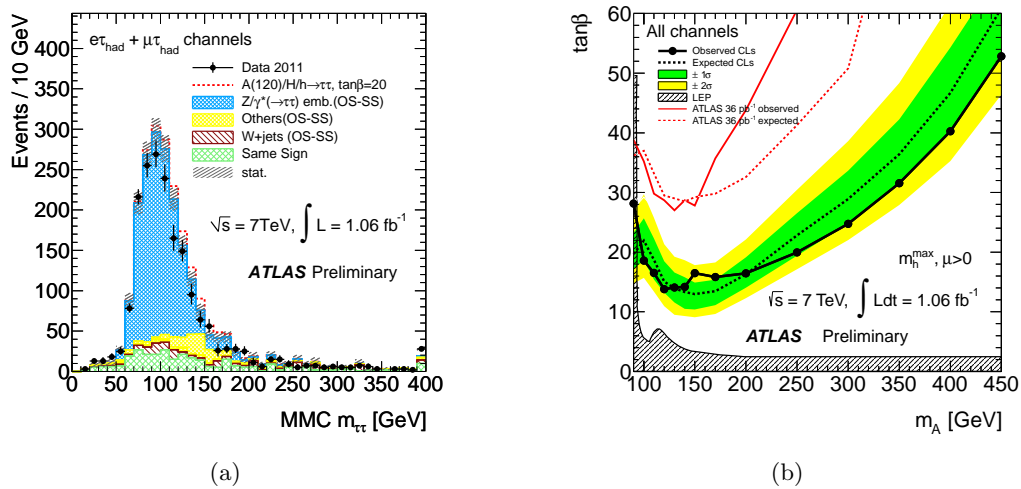 eτhad + μτhad channels
Data 2011
A(120)/H/h→ττ, tanβ=20
Z/γ*(→ττ) emb.(OS-SS)
Others(OS-SS)
W+jets (OS-SS)
Same Sign
stat.
√s = 7TeV, ∫ L = 1.06 fb⁻¹
ATLAS Preliminary
Events / 10 GeV
400
350
300
250
200
150
100
50
0
0 50 100 150 200 250 300 350 400
MMC mττ [GeV]
(a)
All channels
Observed CLs
Expected CLs
± 1σ
± 2σ
LEP
ATLAS 36 pb⁻¹ observed
ATLAS 36 pb⁻¹ expected
mhmax, μ>0
√s = 7 TeV, ∫ Ldt = 1.06 fb⁻¹
ATLAS Preliminary
tanβ
60
50
40
30
20
10
0
100 150 200 250 300 350 400 450
mA [GeV]
(b)